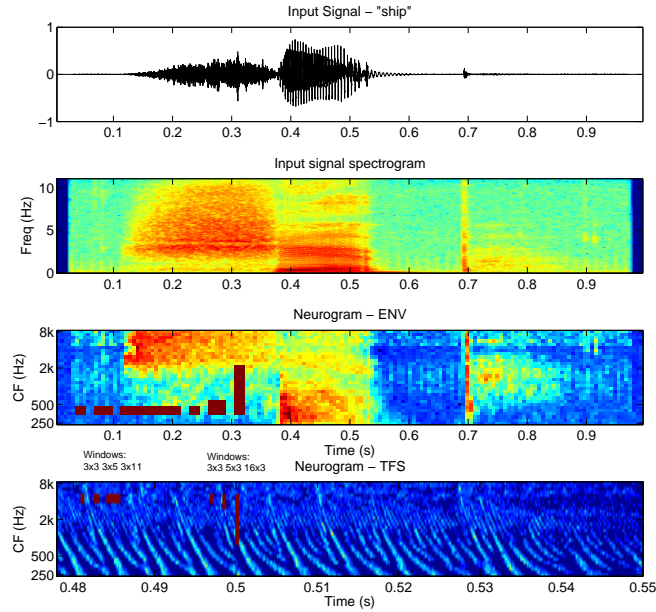 Input Signal – "ship"
1
0
−1
0.1 0.2 0.3 0.4 0.5 0.6 0.7 0.8 0.9
Input signal spectrogram
Freq (Hz)
10
5
0
0.1 0.2 0.3 0.4 0.5 0.6 0.7 0.8 0.9
Neurogram − ENV
CF (Hz)
8k
2k
500
250
0.1 0.2 0.3 0.4 0.5 0.6 0.7 0.8 0.9
Time (s)
Windows:
3x3 3x5 3x11
Windows:
3x3 5x3 16x3
Neurogram − TFS
CF (Hz)
8k
2k
500
250
0.48 0.49 0.5 0.51 0.52 0.53 0.54 0.55
Time (s)